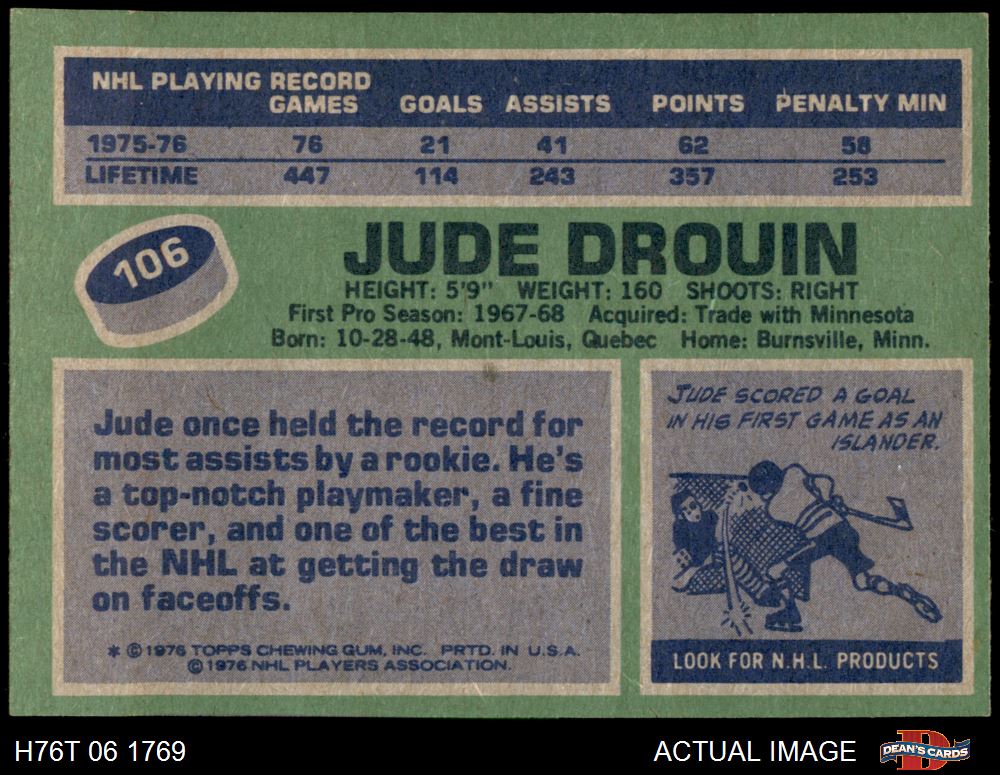 NHL PLAYING RECORD
GAMES GOALS ASSISTS POINTS PENALTY MIN
1975-76 76 21 41 62 58
LIFETIME 447 114 243 357 253
106
JUDE DROUIN
HEIGHT: 5'9" WEIGHT: 160 SHOOTS: RIGHT
First Pro Season: 1967-68 Acquired: Trade with Minnesota
Born: 10-28-48, Mont-Louis, Quebec Home: Burnsville, Minn.
Jude once held the record for
most assists by a rookie. He's
a top-notch playmaker, a fine
scorer, and one of the best in
the NHL at getting the draw
on faceoffs.
* © 1976 TOPPS CHEWING GUM, INC. PRTD. IN U.S.A.
© 1976 NHL PLAYERS ASSOCIATION.
JUDE SCORED A GOAL
IN HIS FIRST GAME AS AN
ISLANDER.
LOOK FOR N.H.L. PRODUCTS
H76T 06 1769
ACTUAL IMAGE
D
DEAN'S CARDS